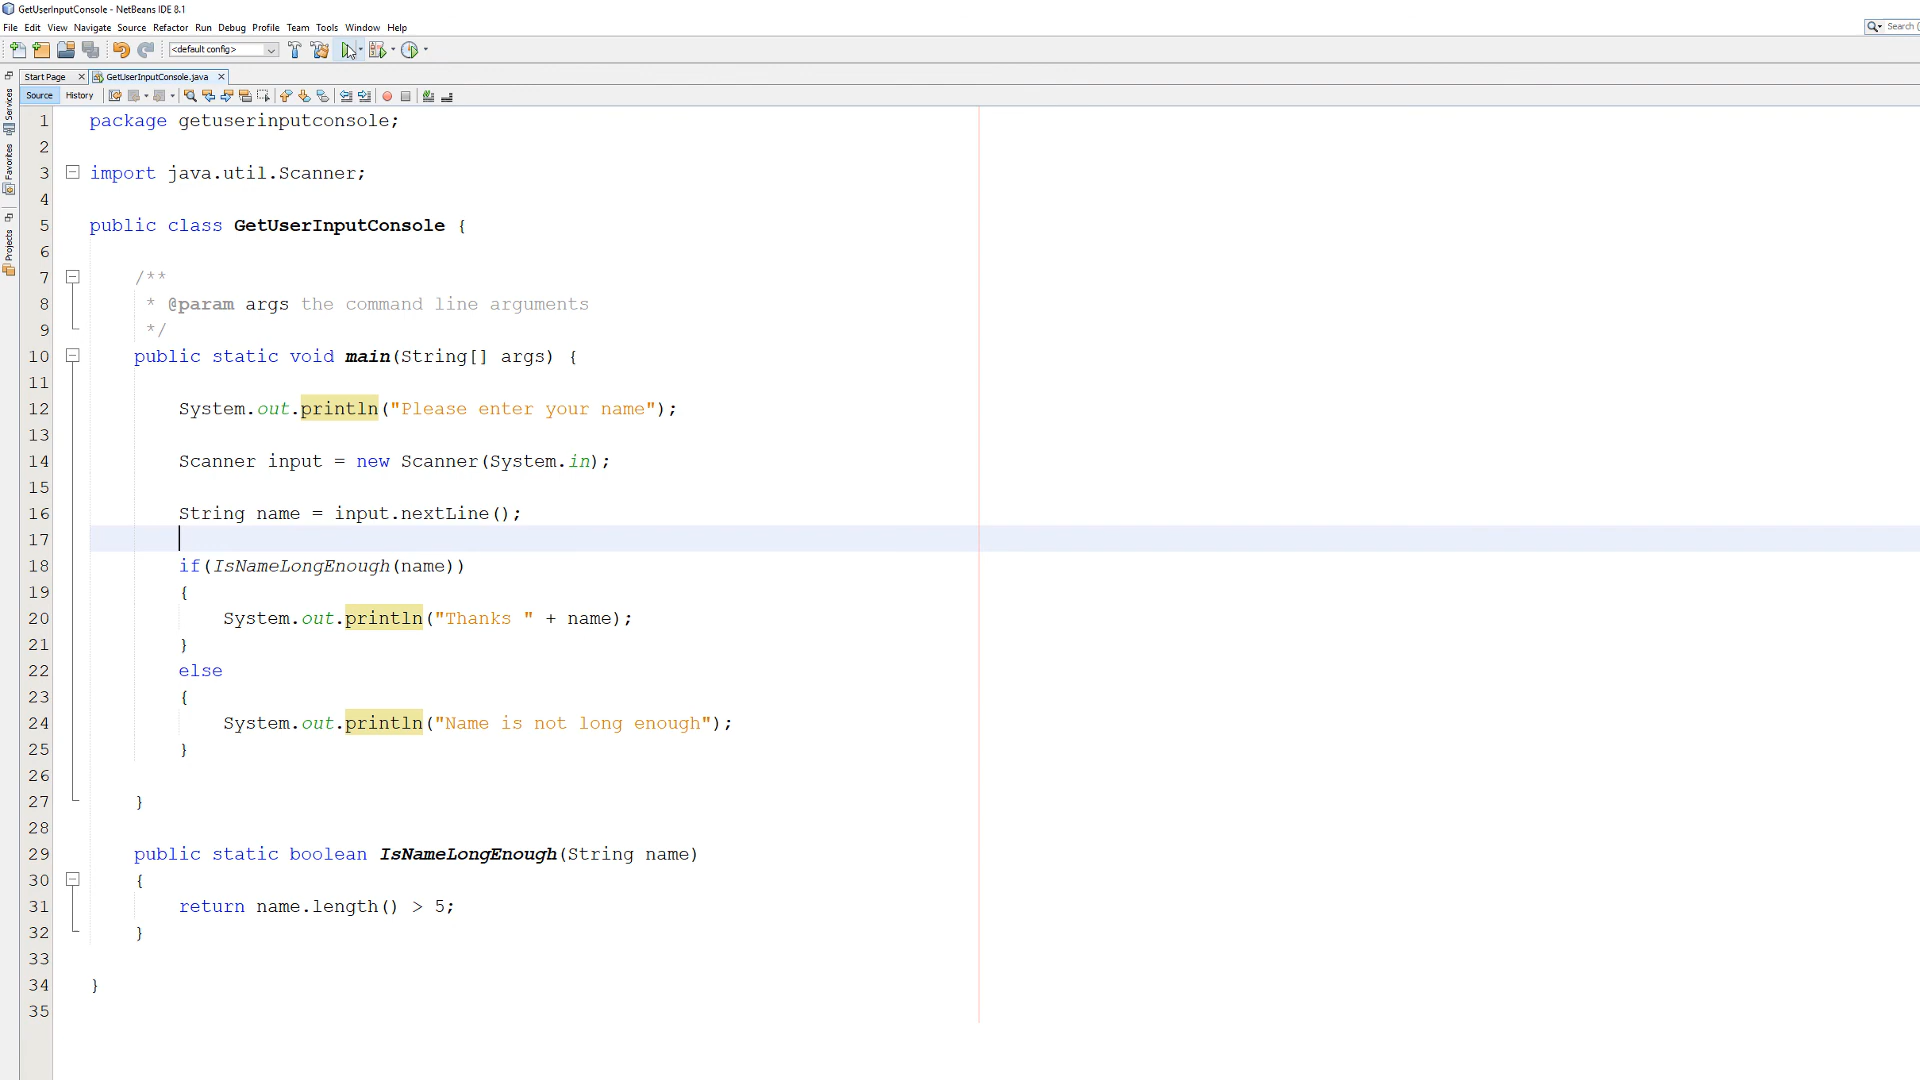 GetUserInputConsole - NetBeans IDE 8.1
File Edit View Navigate Source Refactor Run Debug Profile Team Tools Window Help
<default config>
Search (
Start Page GetUserInputConsole.java
Source History
Services
Favorites
Projects
1 package getuserinputconsole;
2
3 import java.util.Scanner;
4
5 public class GetUserInputConsole {
6
7 /**
8 * @param args the command line arguments
9 */
10 public static void main(String[] args) {
11
12 System.out.println("Please enter your name");
13
14 Scanner input = new Scanner(System.in);
15
16 String name = input.nextLine();
17
18 if(IsNameLongEnough(name))
19 {
20 System.out.println("Thanks " + name);
21 }
22 else
23 {
24 System.out.println("Name is not long enough");
25 }
26
27 }
28
29 public static boolean IsNameLongEnough(String name)
30 {
31 return name.length() > 5;
32 }
33
34 }
35